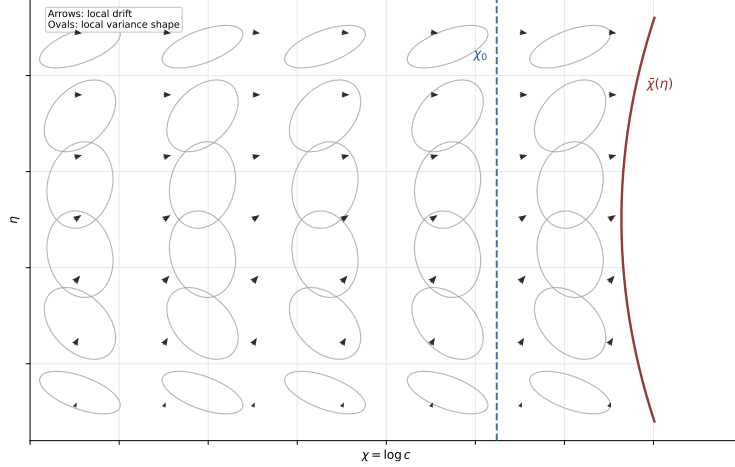 Arrows: local drift
Ovals: local variance shape
χ₀
χ̄(η)
η
χ = log c